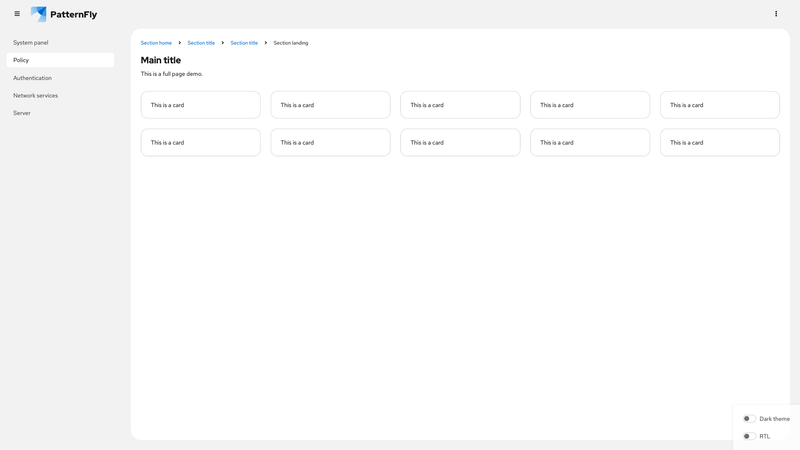 PatternFly
System panel
Policy
Authentication
Network services
Server
Section home Section title Section title Section landing
Main title
This is a full page demo.
This is a card This is a card This is a card This is a card This is a card
This is a card This is a card This is a card This is a card This is a card
Dark theme
RTL